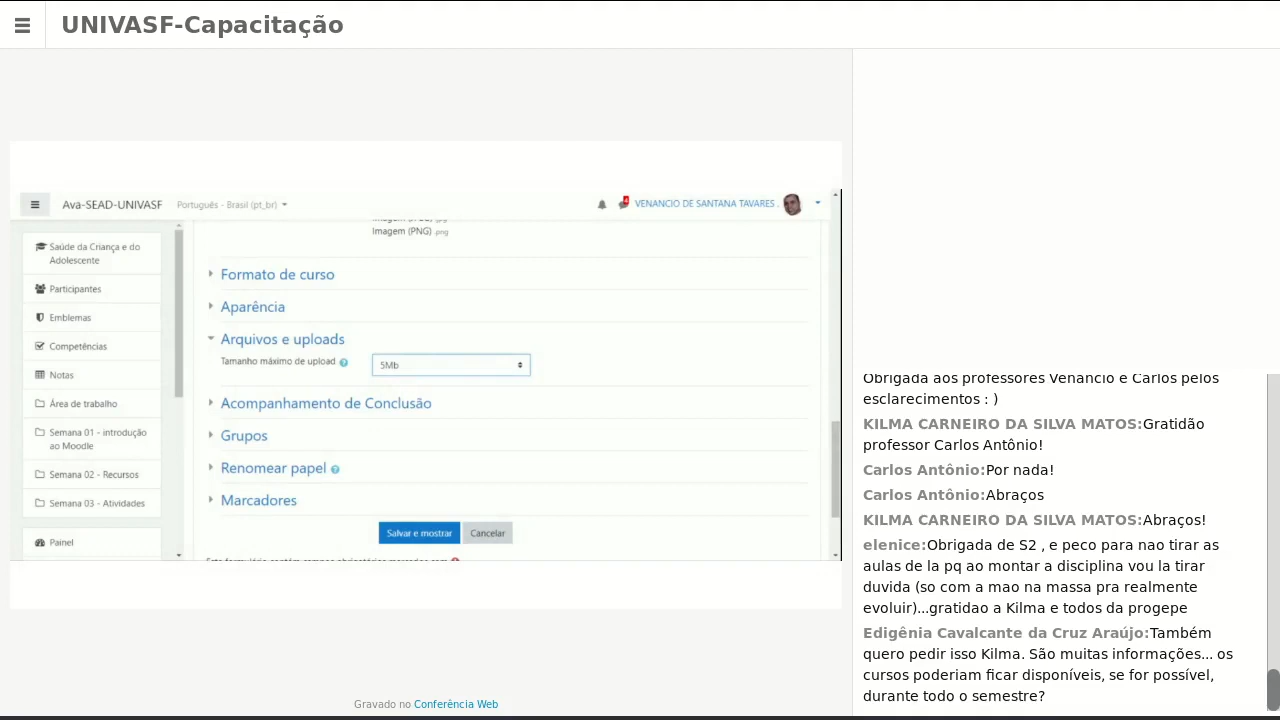 UNIVASF-Capacitação
Ava-SEAD-UNIVASF Português - Brasil (pt_br)
4 VENANCIO DE SANTANA TAVARES .
Saúde da Criança e do
Adolescente
Participantes
Emblemas
Competências
Notas
Área de trabalho
Semana 01 - introdução
ao Moodle
Semana 02 - Recursos
Semana 03 - Atividades
Painel
Imagem (PNG) .png
Formato de curso
Aparência
Arquivos e uploads
Tamanho máximo de upload 5Mb
Acompanhamento de Conclusão
Grupos
Renomear papel
Marcadores
Salvar e mostrar Cancelar
Gravado no Conferência Web
Obrigada aos professores Venancio e Carlos pelos
esclarecimentos : )
KILMA CARNEIRO DA SILVA MATOS:Gratidão
professor Carlos Antônio!
Carlos Antônio:Por nada!
Carlos Antônio:Abraços
KILMA CARNEIRO DA SILVA MATOS:Abraços!
elenice:Obrigada de S2 , e peco para nao tirar as
aulas de la pq ao montar a disciplina vou la tirar
duvida (so com a mao na massa pra realmente
evoluir)...gratidao a Kilma e todos da progepe
Edigênia Cavalcante da Cruz Araújo:Também
quero pedir isso Kilma. São muitas informações... os
cursos poderiam ficar disponíveis, se for possível,
durante todo o semestre?